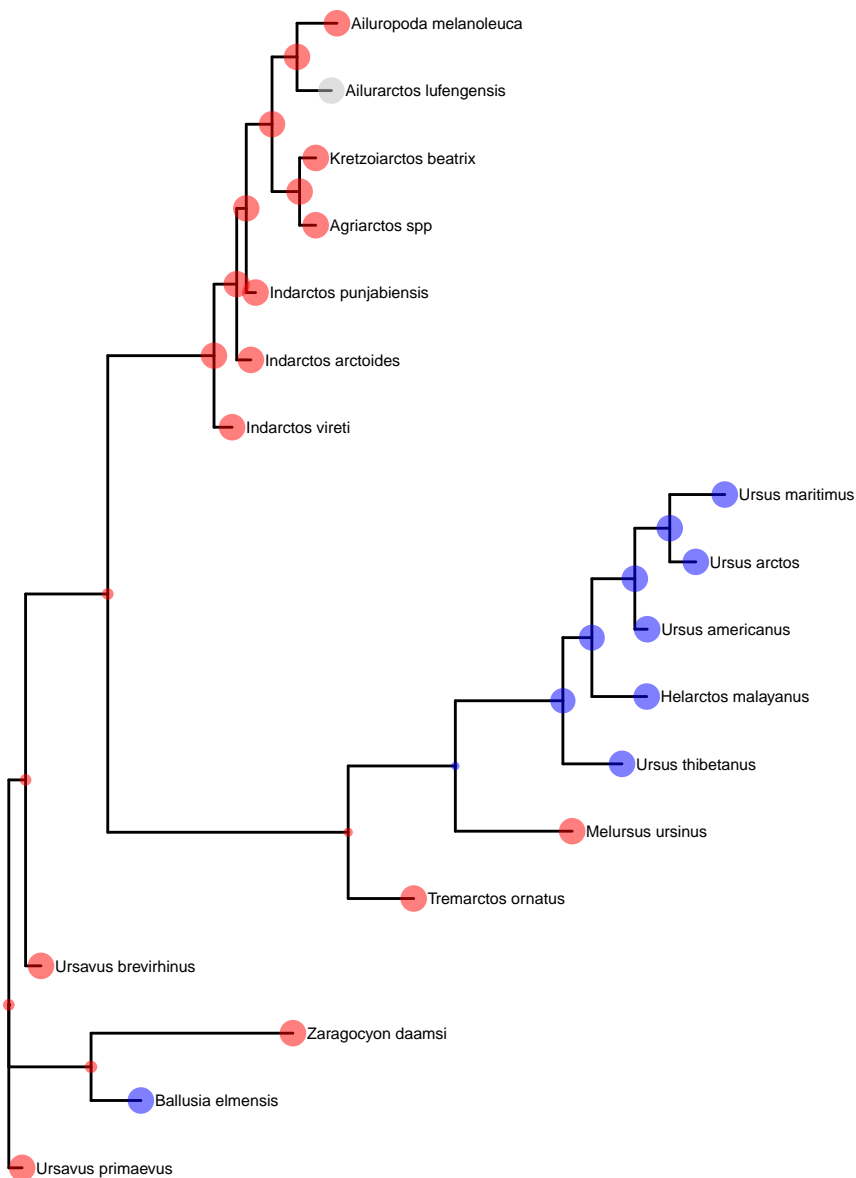 Ailuropoda melanoleuca
Ailurarctos lufengensis
Kretzoiarctos beatrix
Agriarctos spp
Indarctos punjabiensis
Indarctos arctoides
Indarctos vireti
Ursus maritimus
Ursus arctos
Ursus americanus
Helarctos malayanus
Ursus thibetanus
Melursus ursinus
Tremarctos ornatus
Ursavus brevirhinus
Zaragocyon daamsi
Ballusia elmensis
Ursavus primaevus